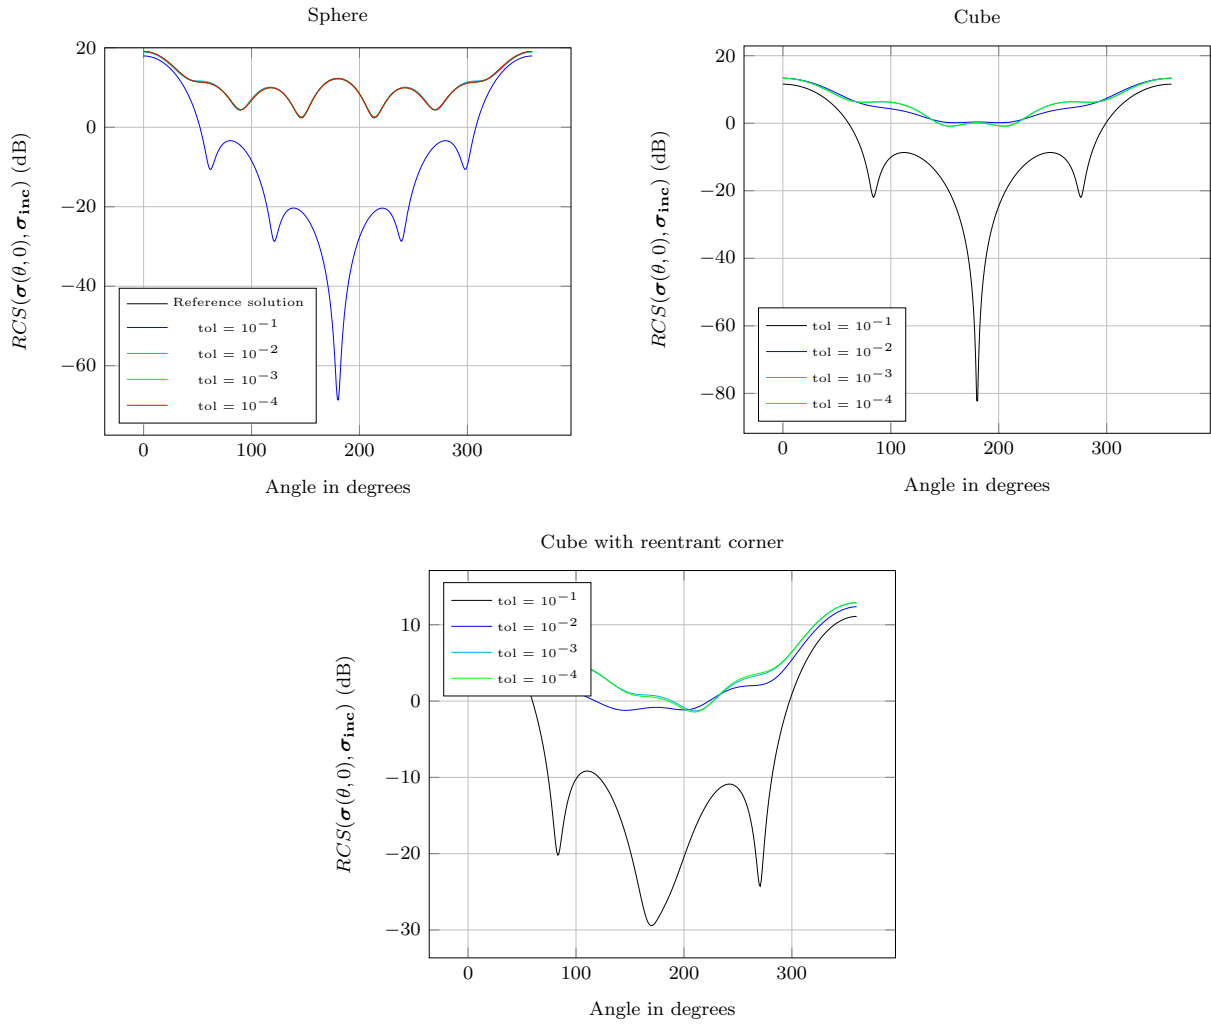 Sphere
20
0
−20
−40
−60
0
100
200
300
RCS(σ(θ, 0), σinc) (dB)
Angle in degrees
Reference solution
tol = 10−1
tol = 10−2
tol = 10−3
tol = 10−4
Cube
20
0
−20
−40
−60
−80
0
100
200
300
RCS(σ(θ, 0), σinc) (dB)
Angle in degrees
tol = 10−1
tol = 10−2
tol = 10−3
tol = 10−4
Cube with reentrant corner
10
0
−10
−20
−30
0
100
200
300
RCS(σ(θ, 0), σinc) (dB)
Angle in degrees
tol = 10−1
tol = 10−2
tol = 10−3
tol = 10−4